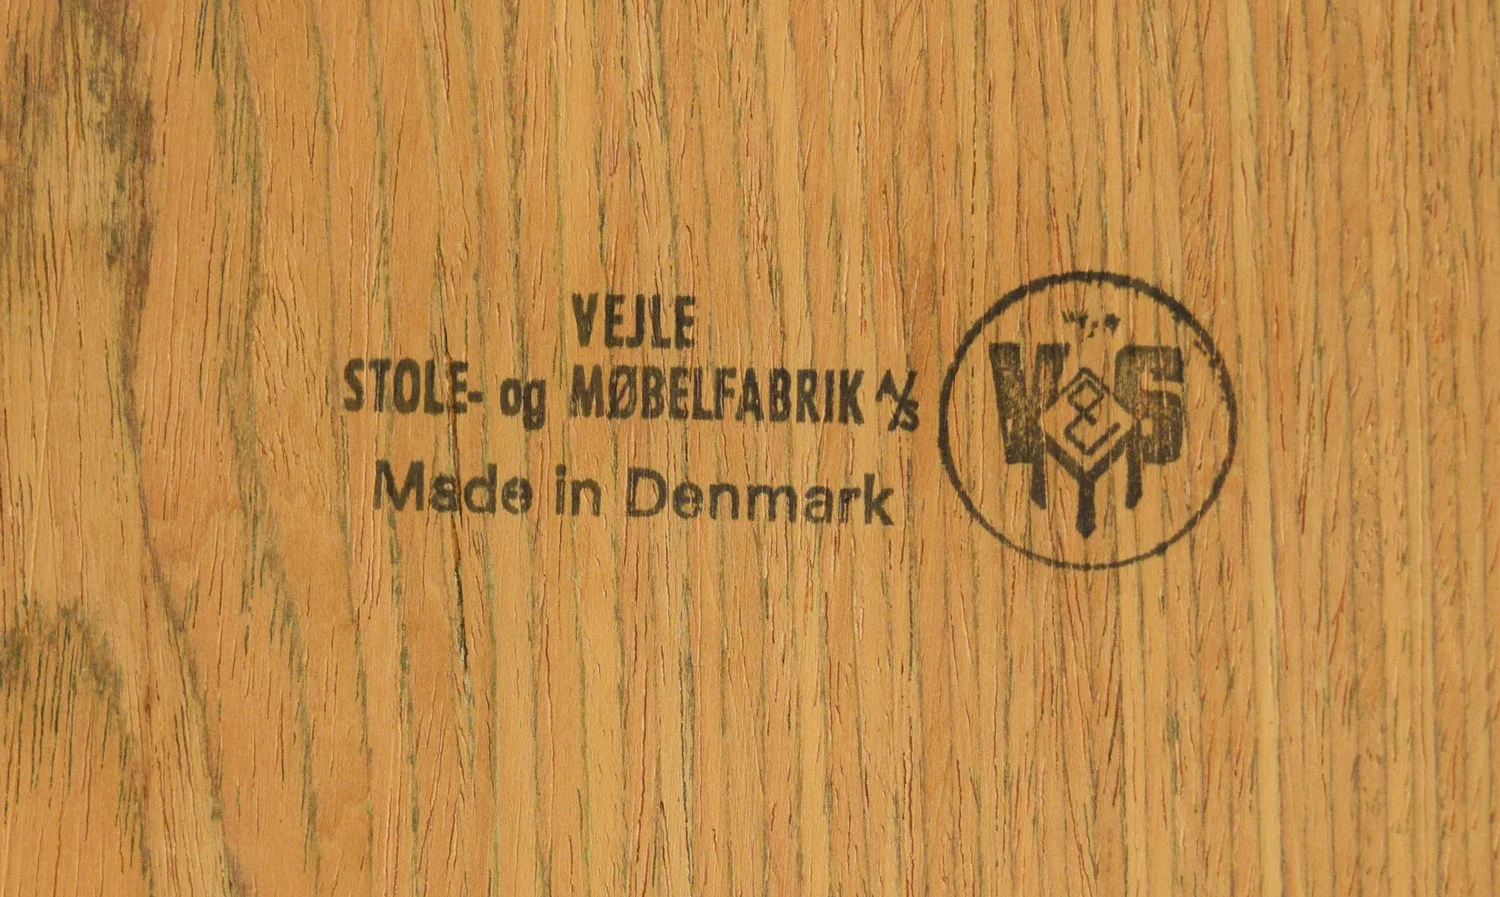 VEJLE
STOLE- og MØBELFABRIK A/S
Made in Denmark
V S